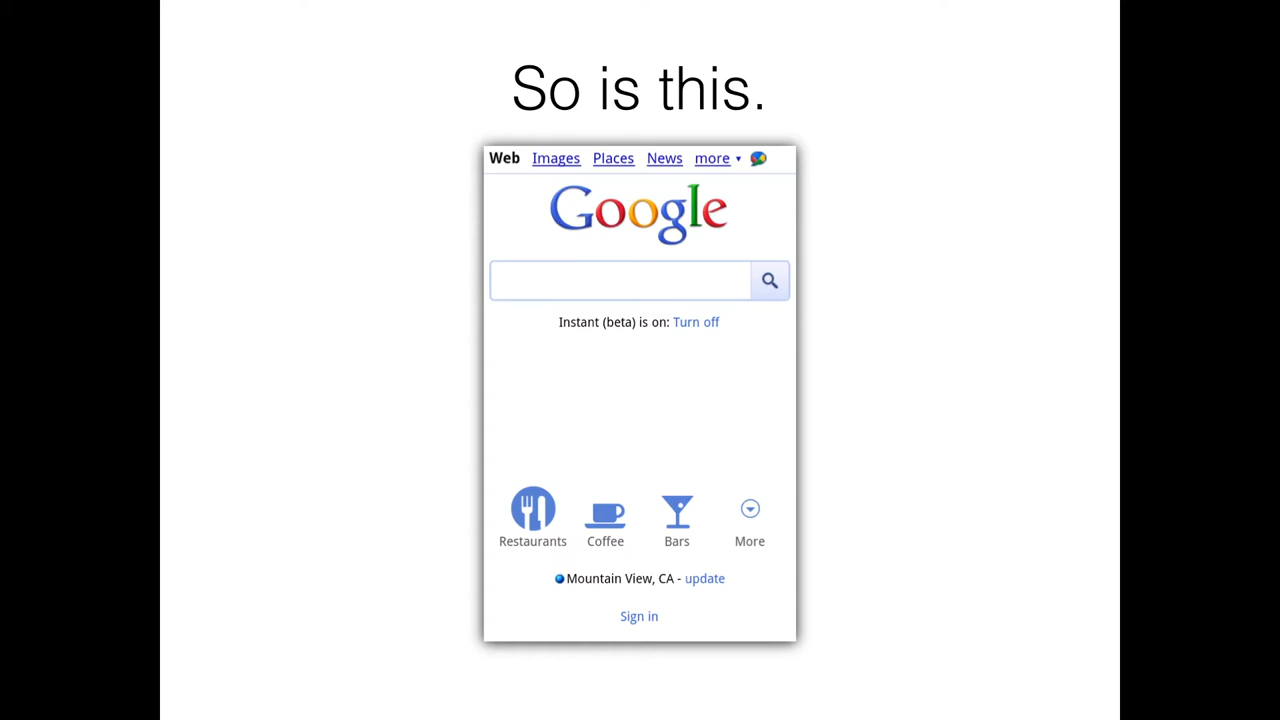 So is this.
Web Images Places News more
Google
Instant (beta) is on: Turn off
Restaurants Coffee Bars More
Mountain View, CA - update
Sign in